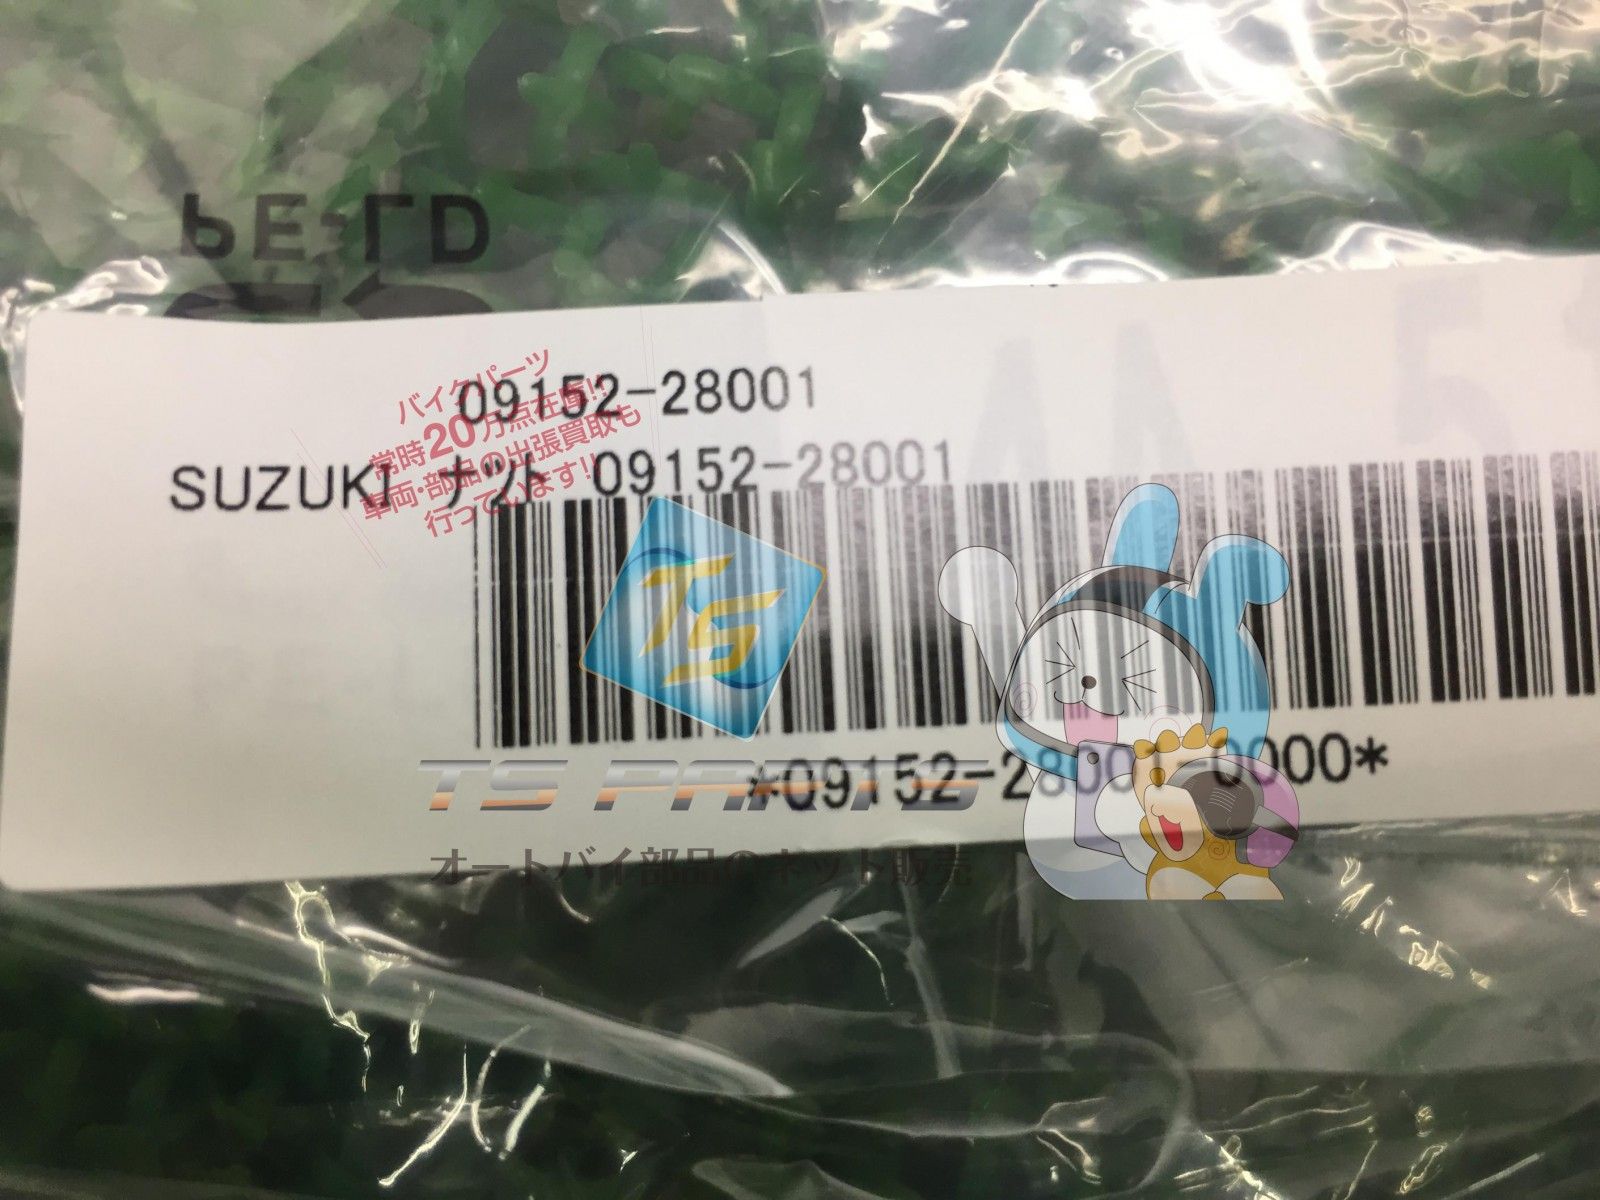 PE-LD
09152-28001
SUZUKI ナット 09152-28001
*09152-28001-0000*
バイクパーツ
常時20万点在庫!!
車両・部品の出張買取も
行っています!!
TS
TS PARTS
オートバイ部品のネット販売